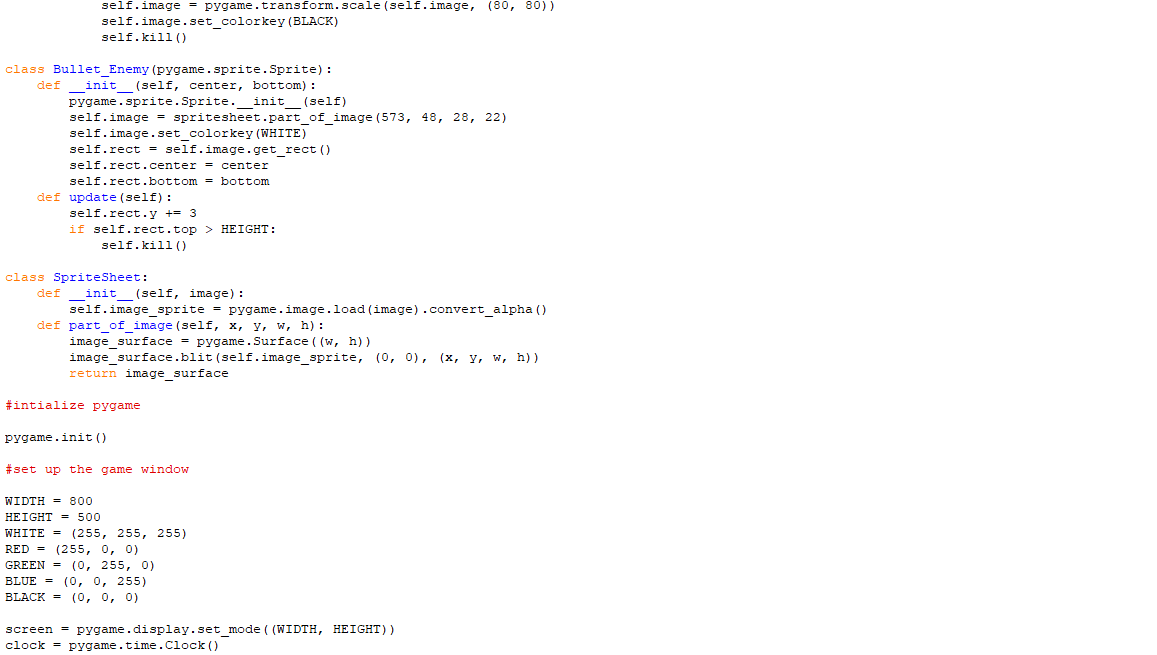 self.image = pygame.transform.scale(self.image, (80, 80))
self.image.set_colorkey(BLACK)
self.kill()
class Bullet_Enemy(pygame.sprite.Sprite):
def __init__(self, center, bottom):
pygame.sprite.Sprite.__init__(self)
self.image = spritesheet.part_of_image(573, 48, 28, 22)
self.image.set_colorkey(WHITE)
self.rect = self.image.get_rect()
self.rect.center = center
self.rect.bottom = bottom
def update(self):
self.rect.y += 3
if self.rect.top > HEIGHT:
self.kill()
class SpriteSheet:
def __init__(self, image):
self.image_sprite = pygame.image.load(image).convert_alpha()
def part_of_image(self, x, y, w, h):
image_surface = pygame.Surface((w, h))
image_surface.blit(self.image_sprite, (0, 0), (x, y, w, h))
return image_surface
#intialize pygame
pygame.init()
#set up the game window
WIDTH = 800
HEIGHT = 500
WHITE = (255, 255, 255)
RED = (255, 0, 0)
GREEN = (0, 255, 0)
BLUE = (0, 0, 255)
BLACK = (0, 0, 0)
screen = pygame.display.set_mode((WIDTH, HEIGHT))
clock = pygame.time.Clock()